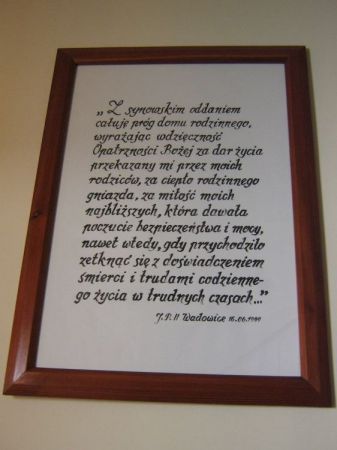 „Z synowskim oddaniem
całuję próg domu rodzinnego,
wyrażając wdzięczność
Opatrzności Bożej za dar życia
przekazany mi przez moich
rodziców, za ciepło rodzinnego
gniazda, za miłość moich
najbliższych, która dawała
poczucie bezpieczeństwa i mocy,
nawet wtedy, gdy przychodziło
zetknąć się z doświadczeniem
śmierci i trudami codzienne-
go życia w trudnych czasach..."
J.P. II Wadowice 16.06.1999